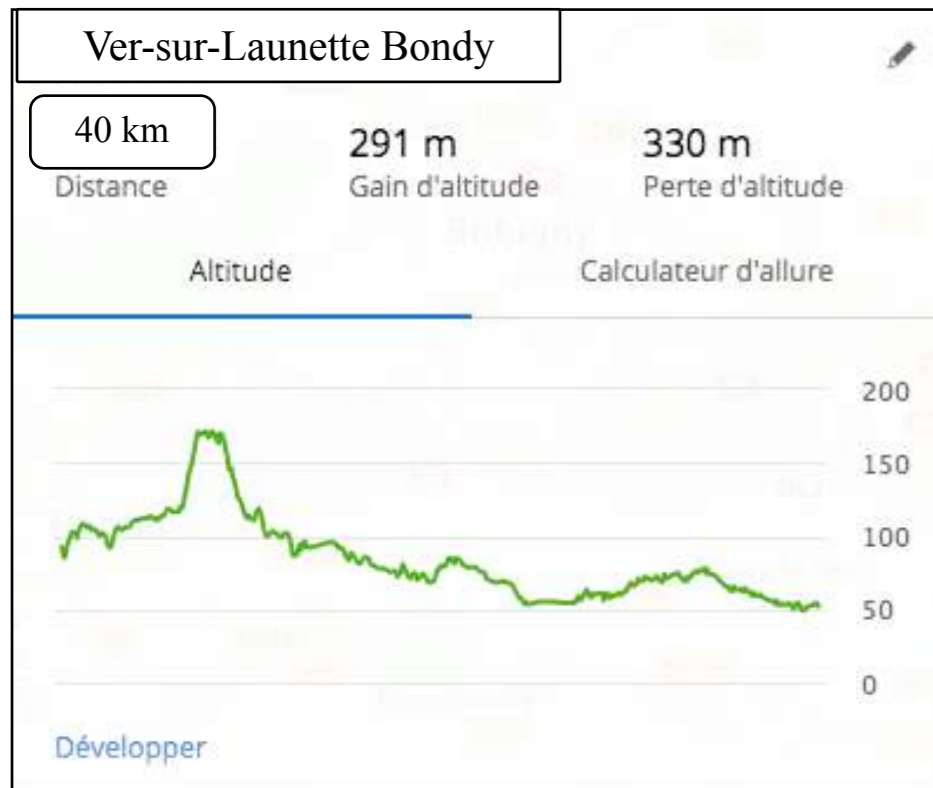 Ver-sur-Launette Bondy
40 km
291 m
330 m
Distance
Gain d'altitude
Perte d'altitude
Bobigny
Altitude
Calculateur d'allure
200
150
100
50
0
Développer